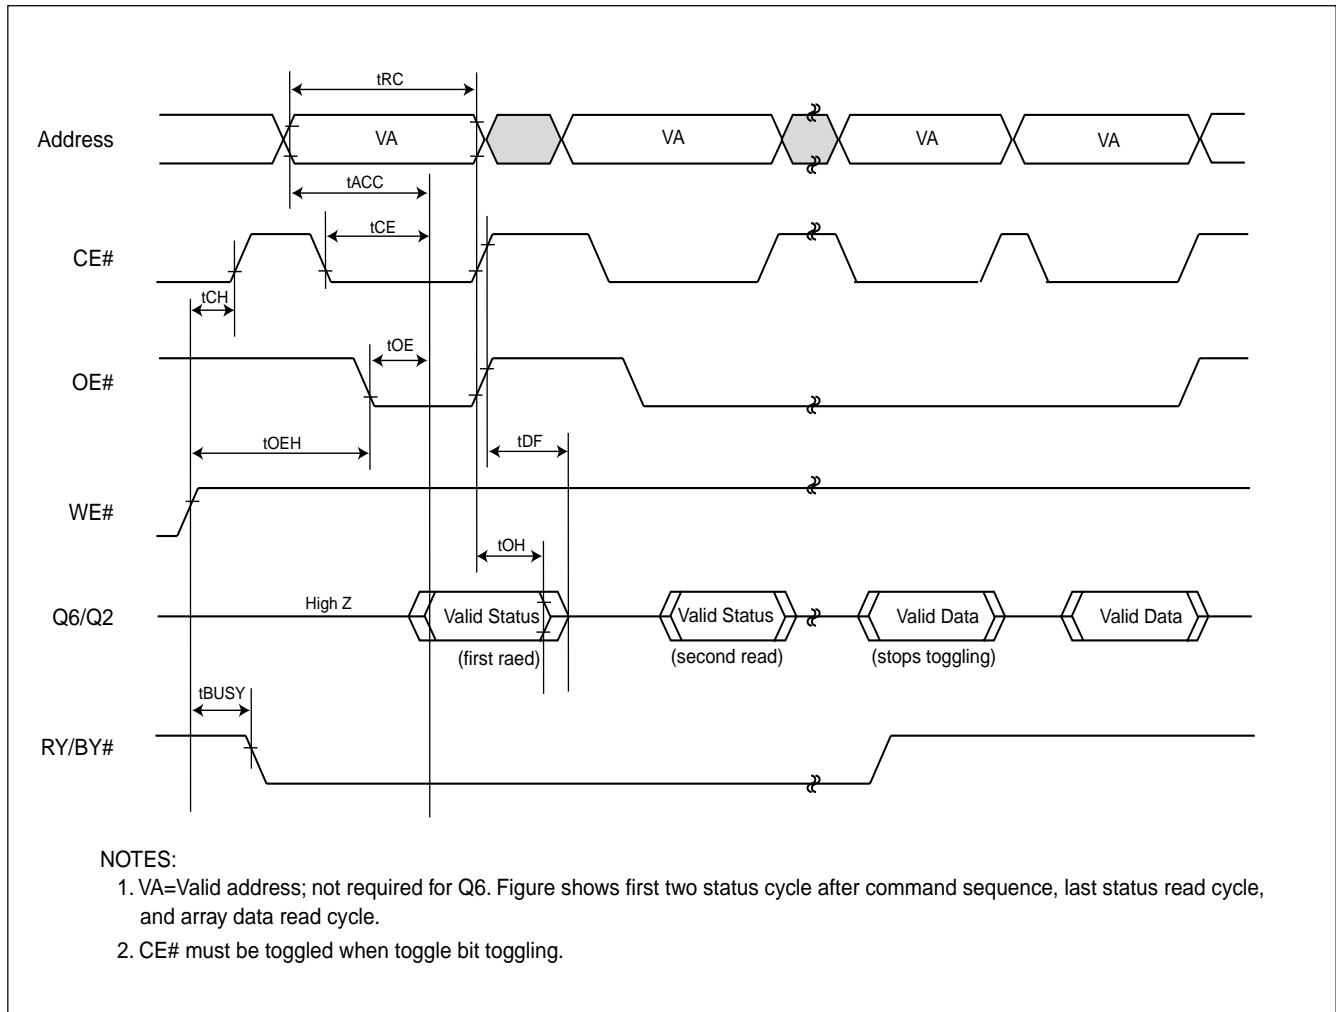 tRC
Address
VA
VA
VA
VA
tACC
tCE
CE#
tCH
tOE
OE#
tOEH
tDF
WE#
tOH
Q6/Q2
High Z
Valid Status
Valid Status
Valid Data
Valid Data
(first raed)
(second read)
(stops toggling)
tBUSY
RY/BY#
NOTES:
1. VA=Valid address; not required for Q6. Figure shows first two status cycle after command sequence, last status read cycle,
and array data read cycle.
2. CE# must be toggled when toggle bit toggling.